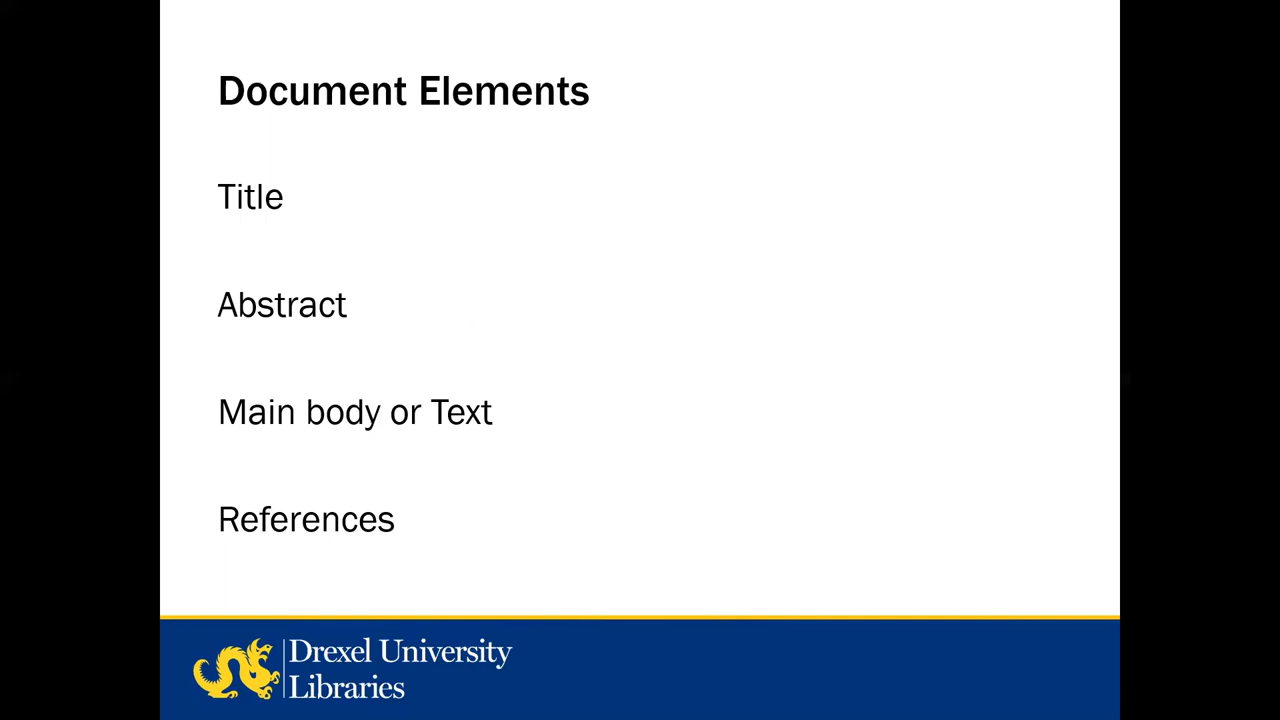 Document Elements
Title
Abstract
Main body or Text
References
Drexel University
Libraries